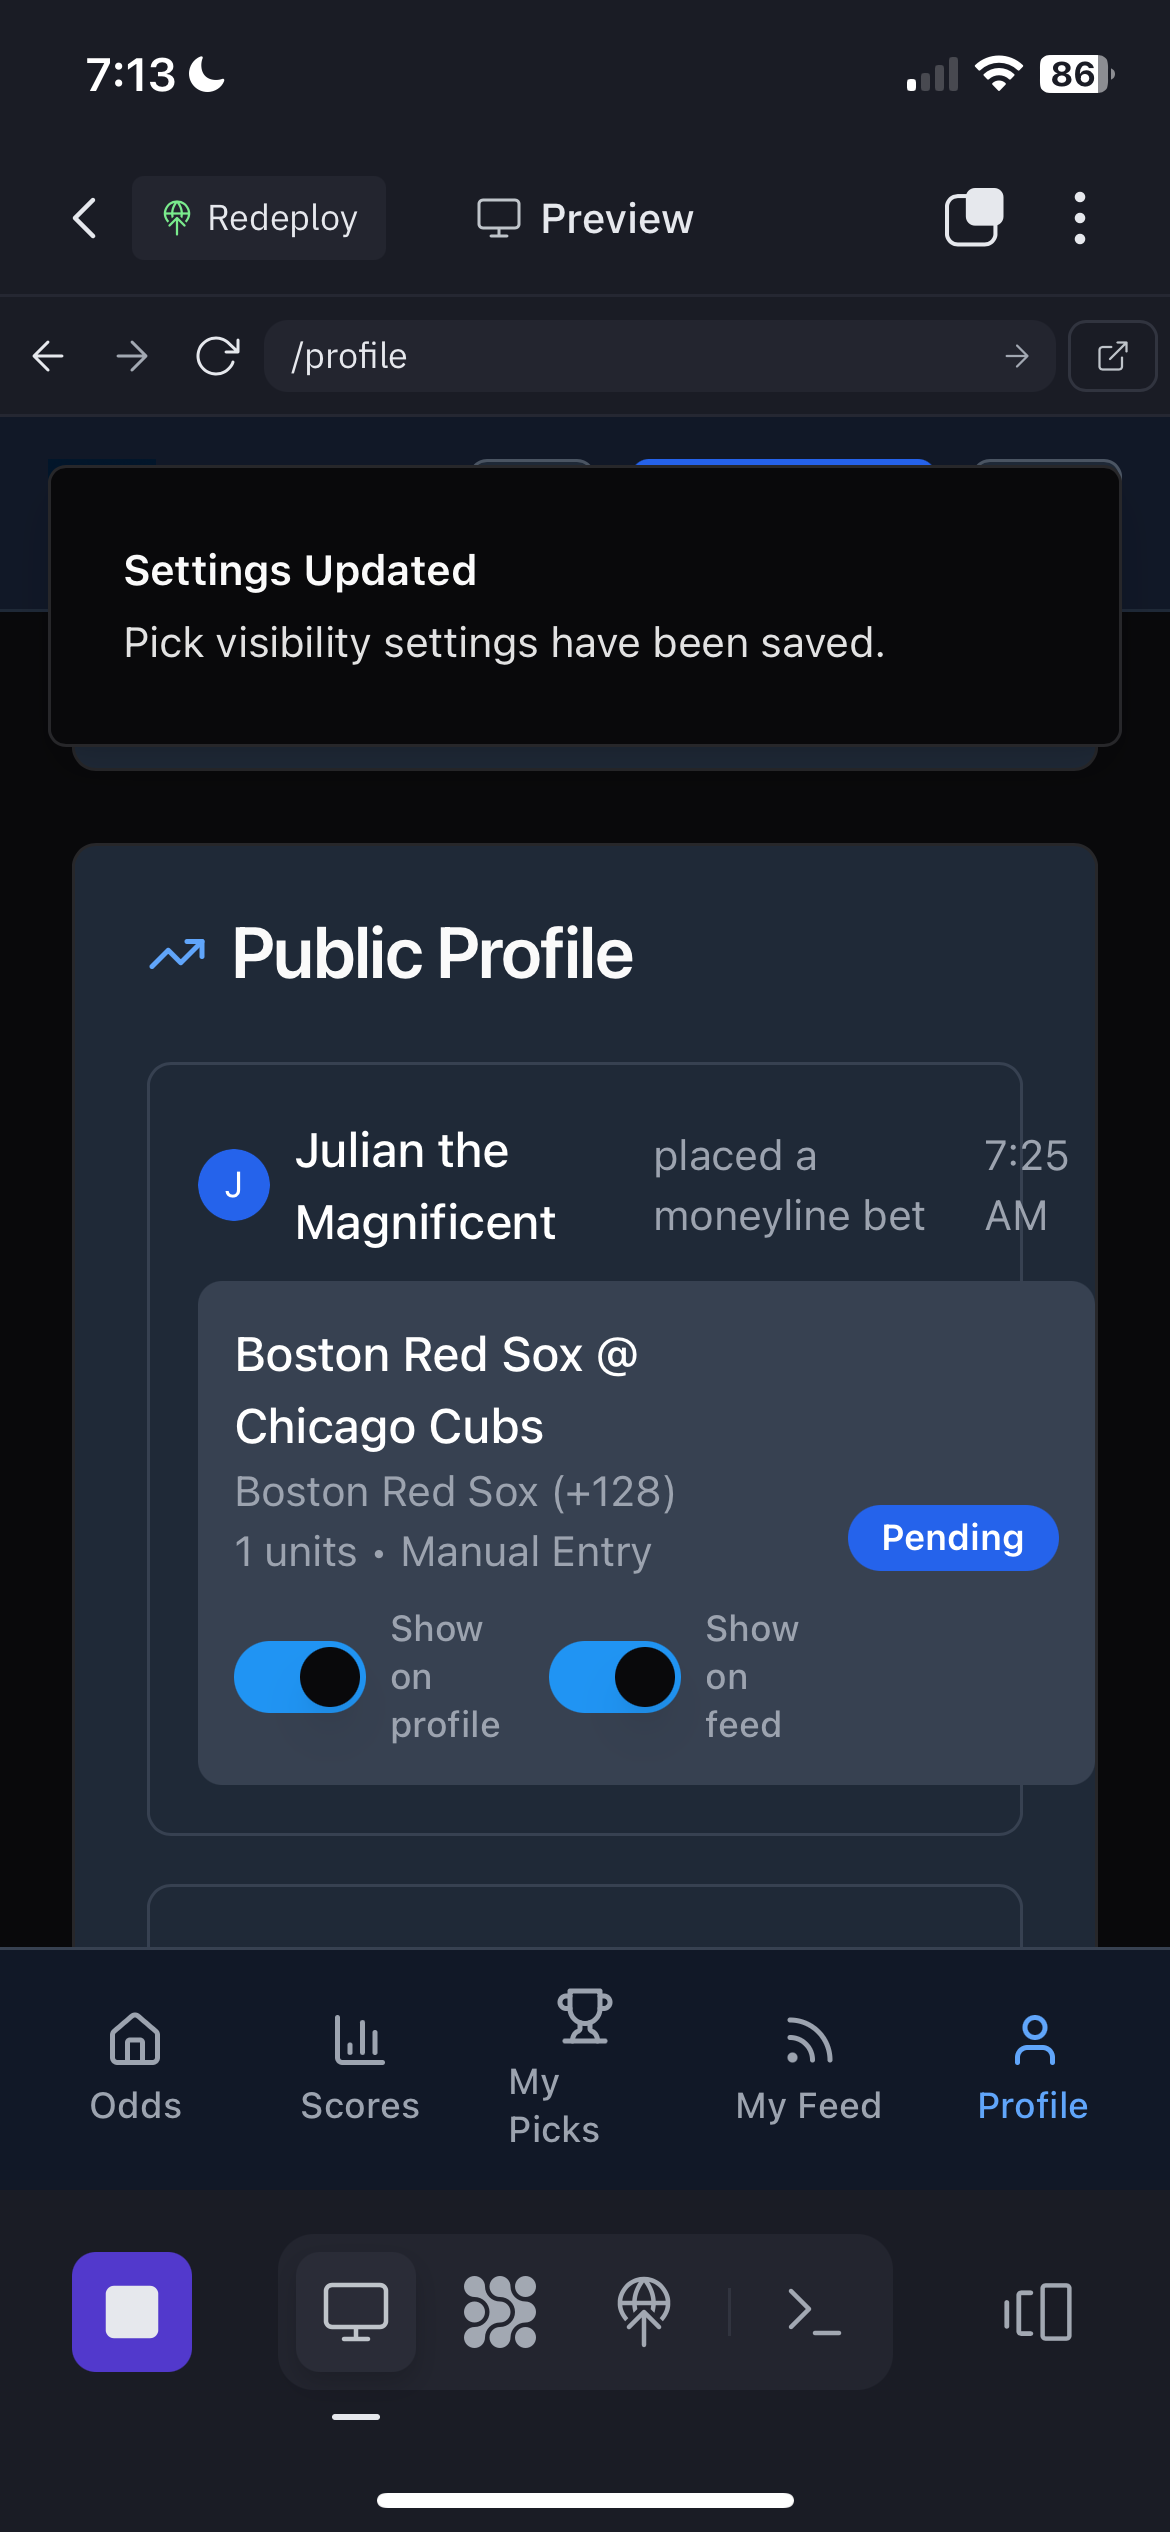 7:13
86
Redeploy
Preview
/profile
Settings Updated
Pick visibility settings have been saved.
Public Profile
J
Julian the
Magnificent
placed a
moneyline bet
7:25
AM
Boston Red Sox @
Chicago Cubs
Boston Red Sox (+128)
1 units • Manual Entry
Pending
Show
on
profile
Show
on
feed
Odds
Scores
My
Picks
My Feed
Profile